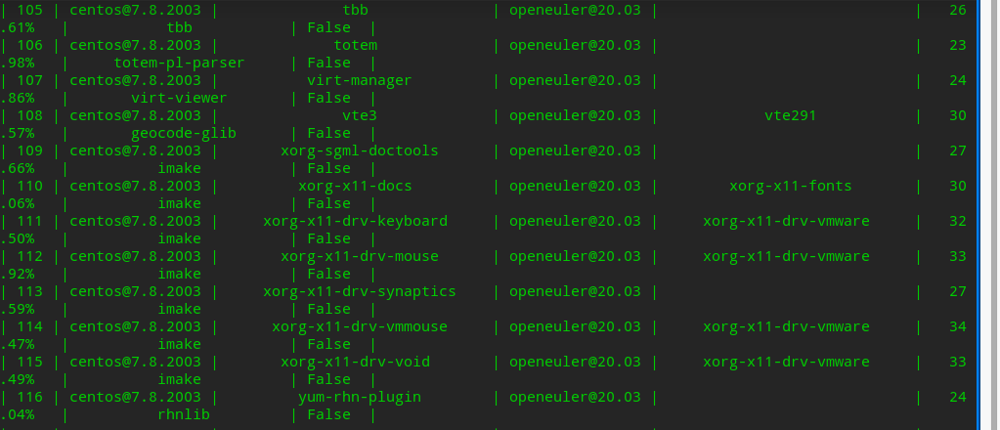 | 105 | centos@7.8.2003 | tbb | openeuler@20.03 | | 26
.61% | tbb | False |
| 106 | centos@7.8.2003 | totem | openeuler@20.03 | | 23
.98% | totem-pl-parser | False |
| 107 | centos@7.8.2003 | virt-manager | openeuler@20.03 | | 24
.86% | virt-viewer | False |
| 108 | centos@7.8.2003 | vte3 | openeuler@20.03 | vte291 | 30
.57% | geocode-glib | False |
| 109 | centos@7.8.2003 | xorg-sgml-doctools | openeuler@20.03 | | 27
.66% | imake | False |
| 110 | centos@7.8.2003 | xorg-x11-docs | openeuler@20.03 | xorg-x11-fonts | 30
.06% | imake | False |
| 111 | centos@7.8.2003 | xorg-x11-drv-keyboard | openeuler@20.03 | xorg-x11-drv-vmware | 32
.50% | imake | False |
| 112 | centos@7.8.2003 | xorg-x11-drv-mouse | openeuler@20.03 | xorg-x11-drv-vmware | 33
.92% | imake | False |
| 113 | centos@7.8.2003 | xorg-x11-drv-synaptics | openeuler@20.03 | | 27
.59% | imake | False |
| 114 | centos@7.8.2003 | xorg-x11-drv-vmmouse | openeuler@20.03 | xorg-x11-drv-vmware | 34
.47% | imake | False |
| 115 | centos@7.8.2003 | xorg-x11-drv-void | openeuler@20.03 | xorg-x11-drv-vmware | 33
.49% | imake | False |
| 116 | centos@7.8.2003 | yum-rhn-plugin | openeuler@20.03 | | 24
.04% | rhnlib | False |